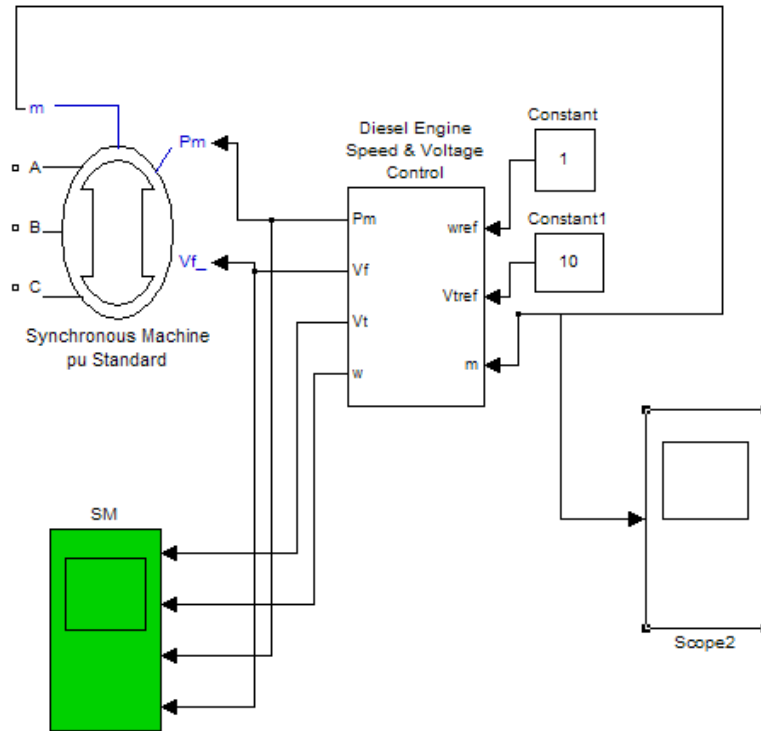 m
Pm
A
B
Vf_
C
Synchronous Machine
pu Standard
Diesel Engine
Speed & Voltage
Control
Pm
Vf
Vt
w
wref
Vtref
m
Constant
1
Constant1
10
SM
Scope2